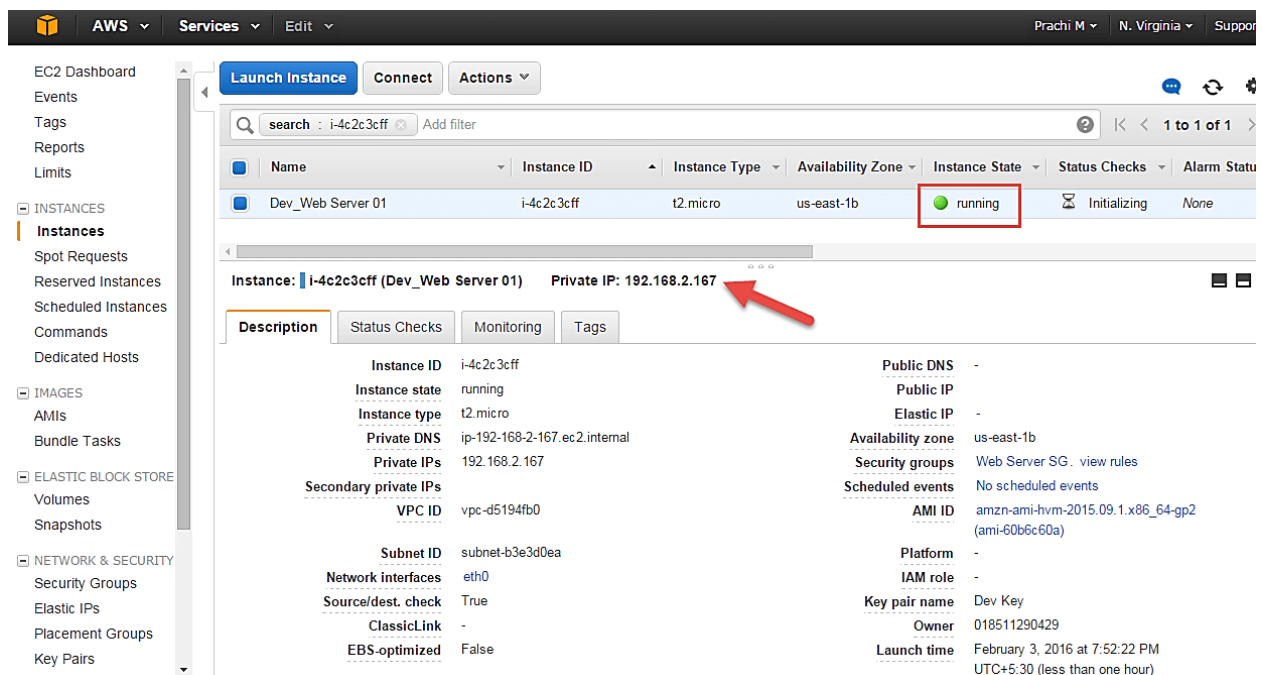 AWS Services Edit Prachi M N. Virginia Suppor
EC2 Dashboard
Events
Tags
Reports
Limits
INSTANCES
Instances
Spot Requests
Reserved Instances
Scheduled Instances
Commands
Dedicated Hosts
IMAGES
AMIs
Bundle Tasks
ELASTIC BLOCK STORE
Volumes
Snapshots
NETWORK & SECURITY
Security Groups
Elastic IPs
Placement Groups
Key Pairs
Launch Instance Connect Actions
search : i-4c2c3cff Add filter 1 to 1 of 1
Name Instance ID Instance Type Availability Zone Instance State Status Checks Alarm Statu
Dev_Web Server 01 i-4c2c3cff t2.micro us-east-1b running Initializing None
Instance: i-4c2c3cff (Dev_Web Server 01) Private IP: 192.168.2.167
Description Status Checks Monitoring Tags
Instance ID i-4c2c3cff Public DNS -
Instance state running Public IP
Instance type t2.micro Elastic IP -
Private DNS ip-192-168-2-167.ec2.internal Availability zone us-east-1b
Private IPs 192.168.2.167 Security groups Web Server SG. view rules
Secondary private IPs Scheduled events No scheduled events
VPC ID vpc-d5194fb0 AMI ID amzn-ami-hvm-2015.09.1.x86_64-gp2
(ami-60b6c60a)
Subnet ID subnet-b3e3d0ea Platform -
Network interfaces eth0 IAM role -
Source/dest. check True Key pair name Dev Key
ClassicLink - Owner 018511290429
EBS-optimized False Launch time February 3, 2016 at 7:52:22 PM
UTC+5:30 (less than one hour)